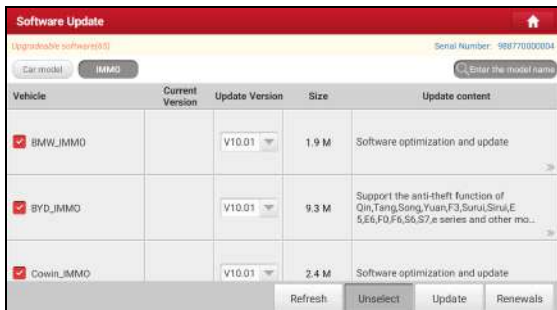 Software Update
Upgradeable software(65)
Serial Number: 988770000004
Car model
IMMO
Enter the model name
Vehicle
Current Version
Update Version
Size
Update content
BMW_IMMO
V10.01
1.9 M
Software optimization and update
BYD_IMMO
V10.01
9.3 M
Support the anti-theft function of
Qin,Tang,Song,Yuan,F3,Surui,Sirui,E
5,E6,F0,F6,S6,S7,e series and other mo...
Cowin_IMMO
V10.01
2.4 M
Software optimization and update
Refresh
Unselect
Update
Renewals